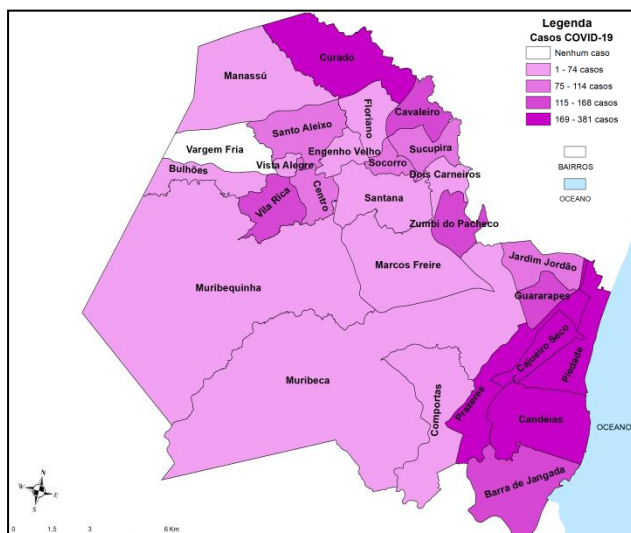 Legenda
Casos COVID-19
Nenhum caso
1 - 74 casos
75 - 114 casos
115 - 168 casos
169 - 381 casos
BAIRROS
OCEANO
Curado
Manassú
Floriano
Cavaleiro
Santo Aleixo
Vargem Fria
Engenho Velho
Sucupira
Vista Alegre
Socorro
Bulhões
Dois Carneiros
Vila Rica
Centro
Santana
Zumbi do Pacheco
Marcos Freire
Jardim Jordão
Muribequinha
Guararapes
Cajueiro Seco
Piedade
Muribeca
Comportas
Prazeres
Candeias
OCEANO
Barra de Jangada
N
W E
S
0 1,5 3 6 Km